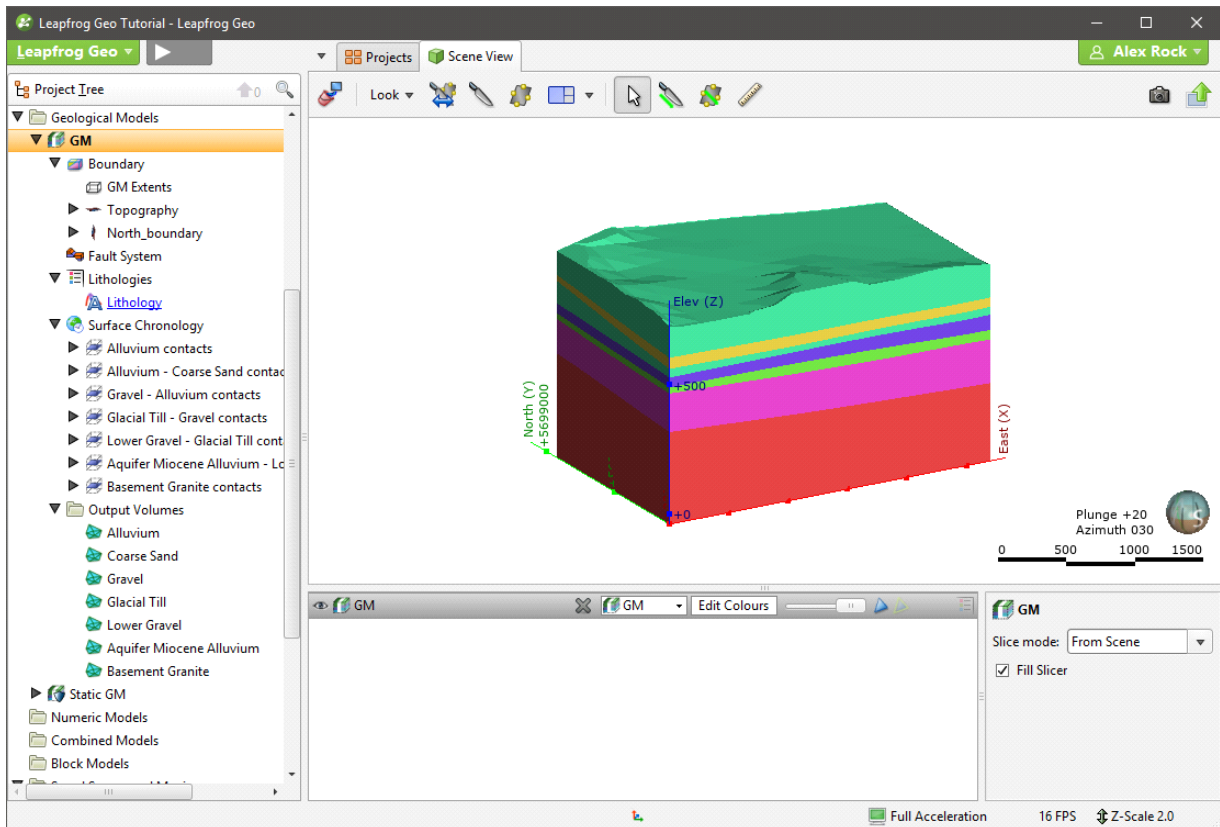 Leapfrog Geo Tutorial - Leapfrog Geo
Leapfrog Geo
Projects
Scene View
Alex Rock
Project Tree
0
Look
Geological Models
GM
Boundary
GM Extents
Topography
North_boundary
Fault System
Lithologies
Lithology
Surface Chronology
Alluvium contacts
Alluvium - Coarse Sand contac
Gravel - Alluvium contacts
Glacial Till - Gravel contacts
Lower Gravel - Glacial Till cont
Aquifer Miocene Alluvium - Lo
Basement Granite contacts
Output Volumes
Alluvium
Coarse Sand
Gravel
Glacial Till
Lower Gravel
Aquifer Miocene Alluvium
Basement Granite
Static GM
Numeric Models
Combined Models
Block Models
Elev (Z)
+500
+0
North (Y)
+5699000
East (X)
Plunge +20
Azimuth 030
S
0 500 1000 1500
GM
GM
Edit Colours
GM
Slice mode: From Scene
Fill Slicer
Full Acceleration
16 FPS
Z-Scale 2.0